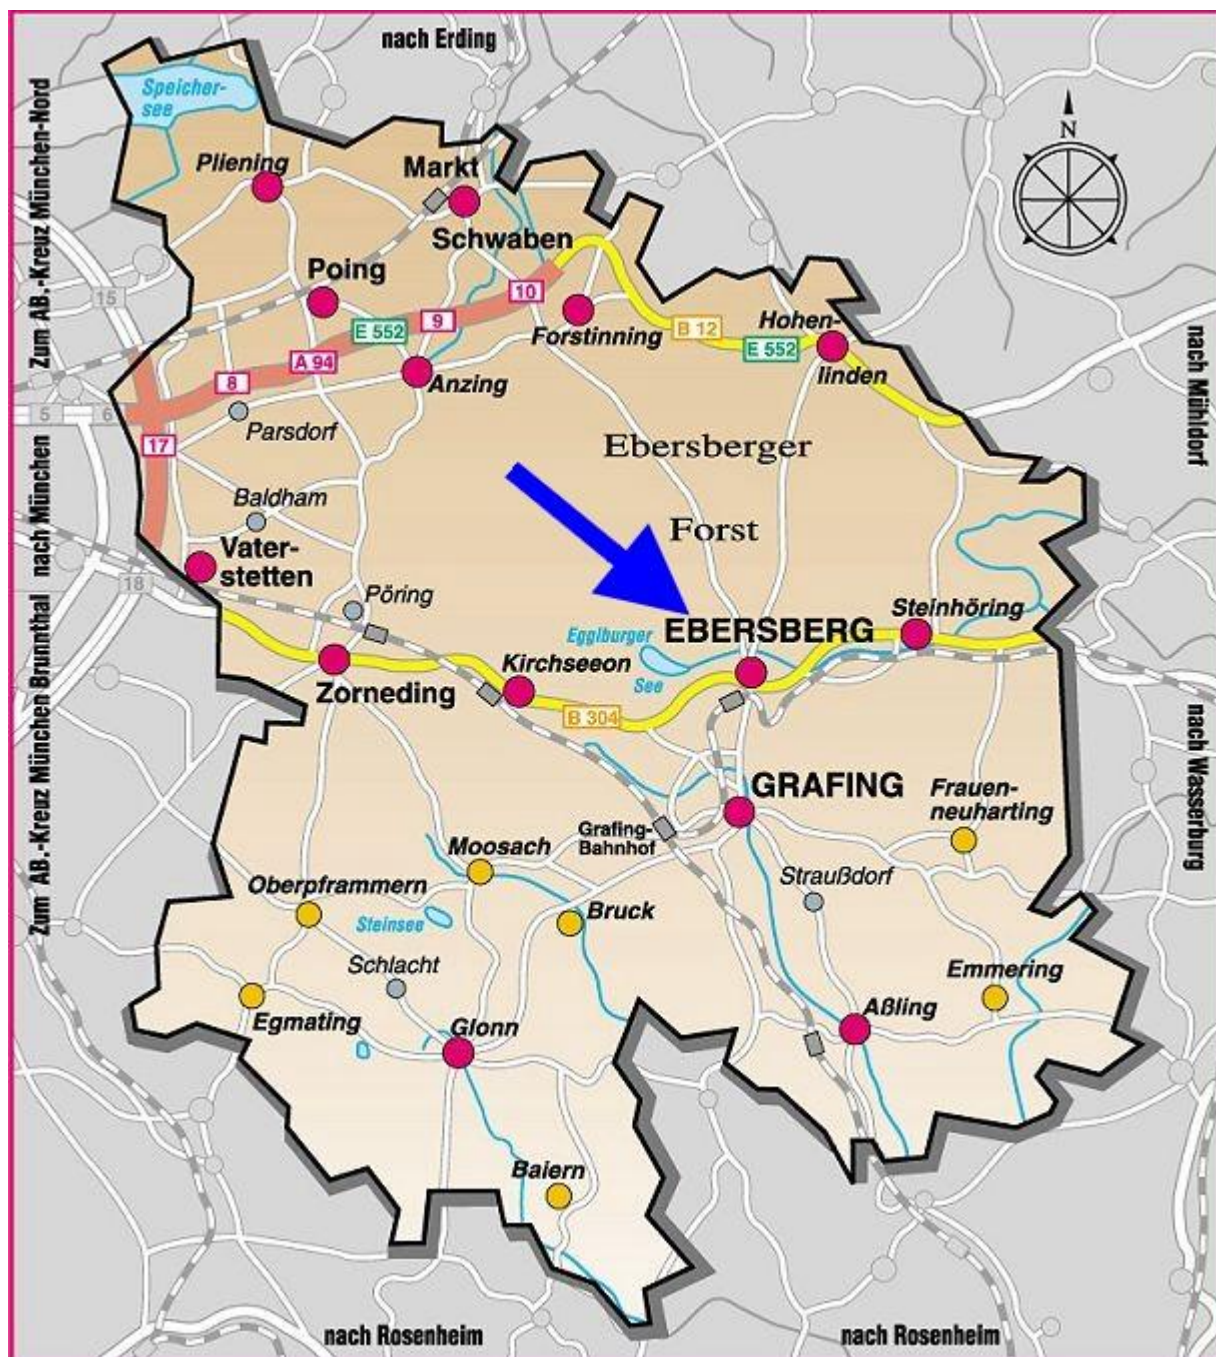 nach Erding
Speicher-
see
Zum AB.-Kreuz München-Nord
N
Pliening
Markt
Schwaben
Poing
10
9
E 552
15
Forstinning
B 12
Hohen-
linden
E 552
A 94
8
Anzing
nach Mühldorf
5
6
Parsdorf
17
Ebersberger
Forst
Baldham
nach München
Vater-
stetten
18
Pöring
Steinhöring
Egglburger
See
EBERSBERG
Kirchseeon
Zorneding
B 304
Zum AB.-Kreuz München Brunnthal
nach Wasserburg
GRAFING
Frauen-
neuharting
Grafing-
Bahnhof
Moosach
Straußdorf
Oberpframmern
Steinsee
Bruck
Schlacht
Emmering
Egmating
Glonn
Aßling
Baiern
nach Rosenheim
nach Rosenheim